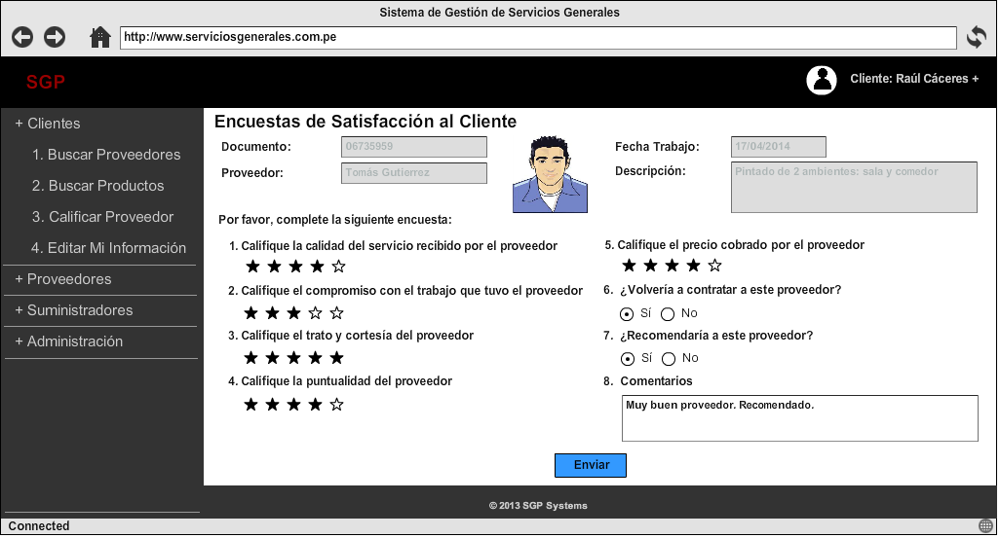 Sistema de Gestión de Servicios Generales
http://www.serviciosgenerales.com.pe
SGP
Cliente: Raúl Cáceres +
+ Clientes
1. Buscar Proveedores
2. Buscar Productos
3. Calificar Proveedor
4. Editar Mi Información
+ Proveedores
+ Suministradores
+ Administración
Encuestas de Satisfacción al Cliente
Documento: 06735959
Proveedor: Tomás Gutierrez
Fecha Trabajo: 17/04/2014
Descripción: Pintado de 2 ambientes: sala y comedor
Por favor, complete la siguiente encuesta:
1. Califique la calidad del servicio recibido por el proveedor
2. Califique el compromiso con el trabajo que tuvo el proveedor
3. Califique el trato y cortesía del proveedor
4. Califique la puntualidad del proveedor
5. Califique el precio cobrado por el proveedor
6. ¿Volvería a contratar a este proveedor?
Sí No
7. ¿Recomendaría a este proveedor?
Sí No
8. Comentarios
Muy buen proveedor. Recomendado.
Enviar
© 2013 SGP Systems
Connected